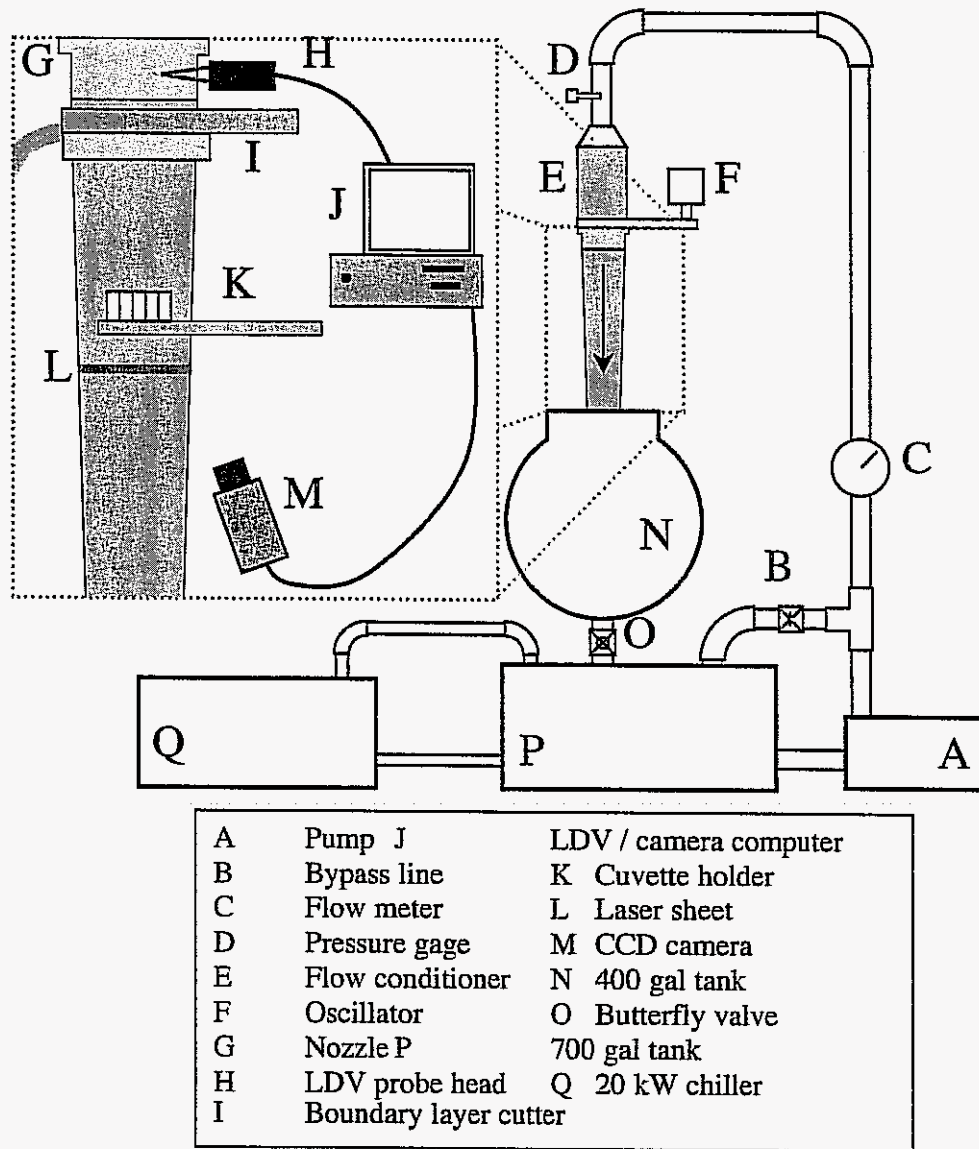 G
H
D
I
E
F
J
K
L
C
M
N
B
O
Q
P
A
A Pump J LDV / camera computer
B Bypass line K Cuvette holder
C Flow meter L Laser sheet
D Pressure gage M CCD camera
E Flow conditioner N 400 gal tank
F Oscillator O Butterfly valve
G Nozzle P 700 gal tank
H LDV probe head Q 20 kW chiller
I Boundary layer cutter